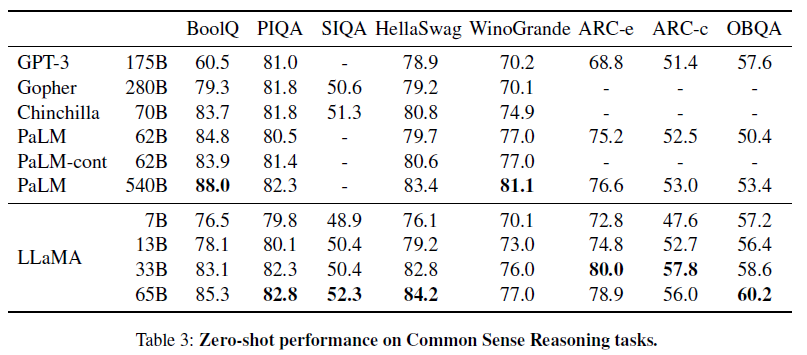 BoolQ PIQA SIQA HellaSwag WinoGrande ARC-e ARC-c OBQA
GPT-3 175B 60.5 81.0 - 78.9 70.2 68.8 51.4 57.6
Gopher 280B 79.3 81.8 50.6 79.2 70.1 - - -
Chinchilla 70B 83.7 81.8 51.3 80.8 74.9 - - -
PaLM 62B 84.8 80.5 - 79.7 77.0 75.2 52.5 50.4
PaLM-cont 62B 83.9 81.4 - 80.6 77.0 - - -
PaLM 540B 88.0 82.3 - 83.4 81.1 76.6 53.0 53.4
LLaMA
7B 76.5 79.8 48.9 76.1 70.1 72.8 47.6 57.2
13B 78.1 80.1 50.4 79.2 73.0 74.8 52.7 56.4
33B 83.1 82.3 50.4 82.8 76.0 80.0 57.8 58.6
65B 85.3 82.8 52.3 84.2 77.0 78.9 56.0 60.2
Table 3: Zero-shot performance on Common Sense Reasoning tasks.